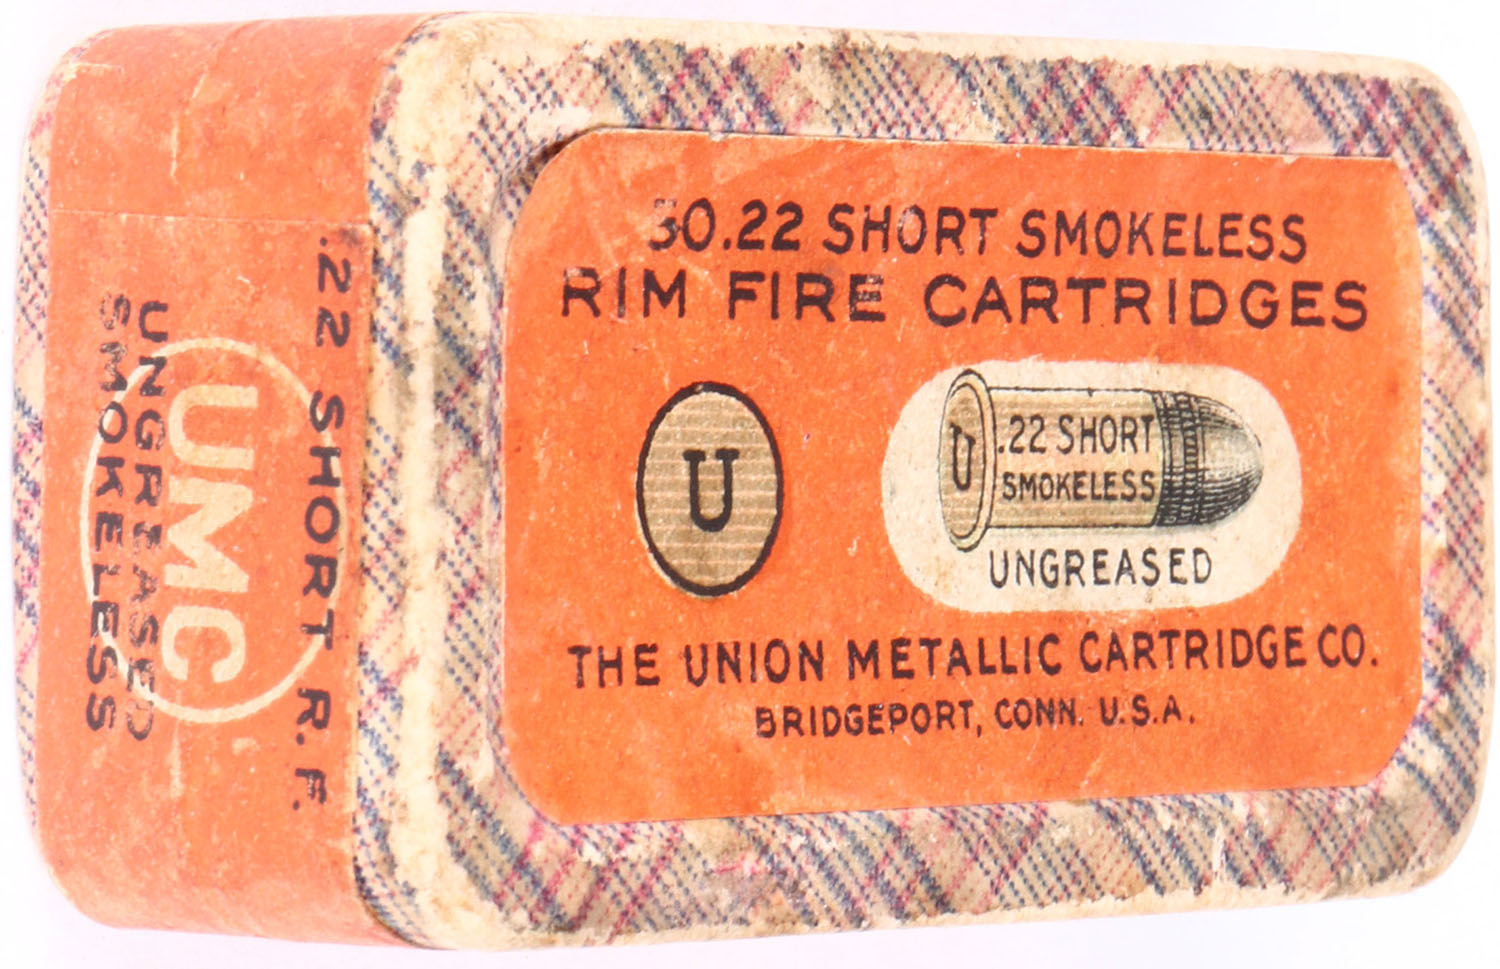 50.22 SHORT SMOKELESS
RIM FIRE CARTRIDGES
U
U
.22 SHORT
SMOKELESS
UNGREASED
THE UNION METALLIC CARTRIDGE CO.
BRIDGEPORT, CONN. U.S.A.
.22 SHORT R.F.
UMC
UNGREASED
SMOKELESS